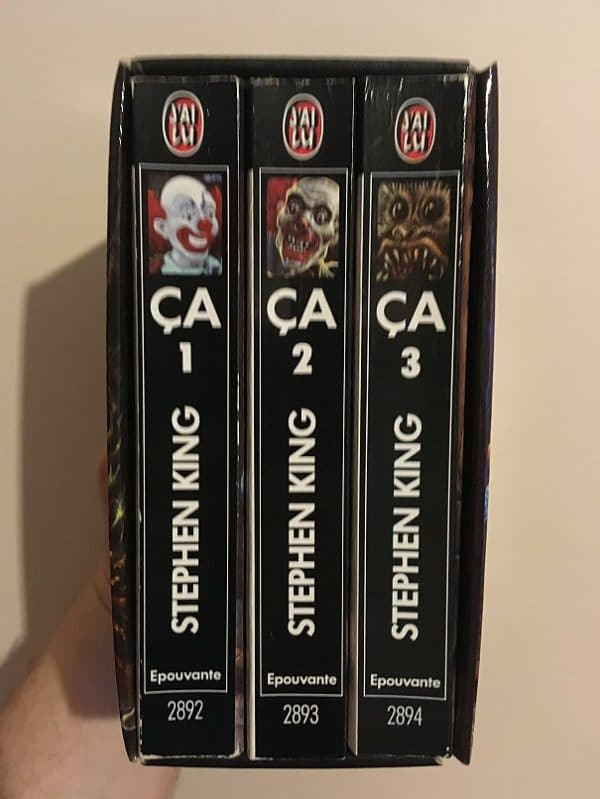 J'AI
LU
ÇA
1
STEPHEN KING
Epouvante
2892
J'AI
LU
ÇA
2
STEPHEN KING
Epouvante
2893
J'AI
LU
ÇA
3
STEPHEN KING
Epouvante
2894